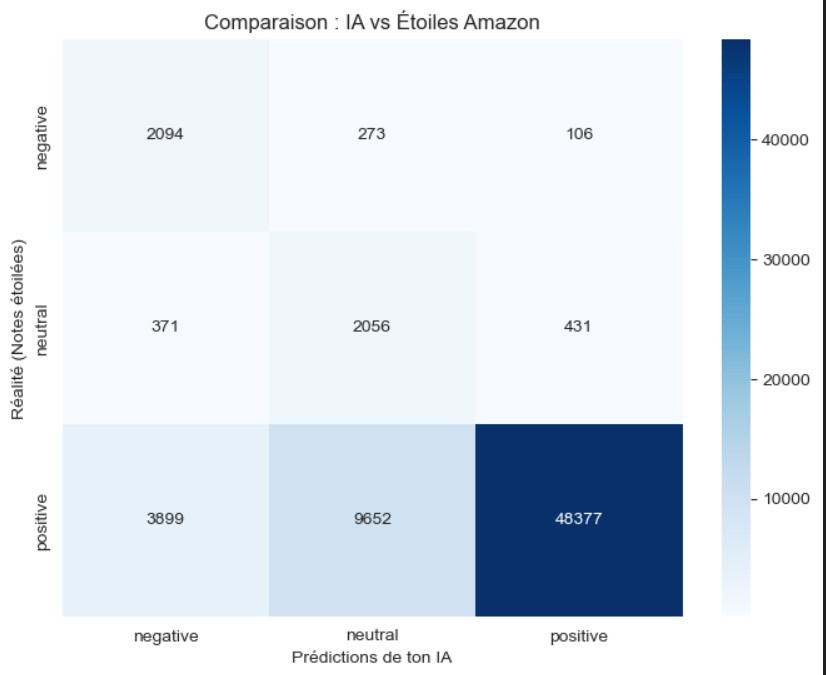 Comparaison : IA vs Étoiles Amazon
negative
2094 273 106
neutral
371 2056 431
positive
3899 9652 48377
Réalité (Notes étoilées)
negative neutral positive
Prédictions de ton IA
40000
30000
20000
10000